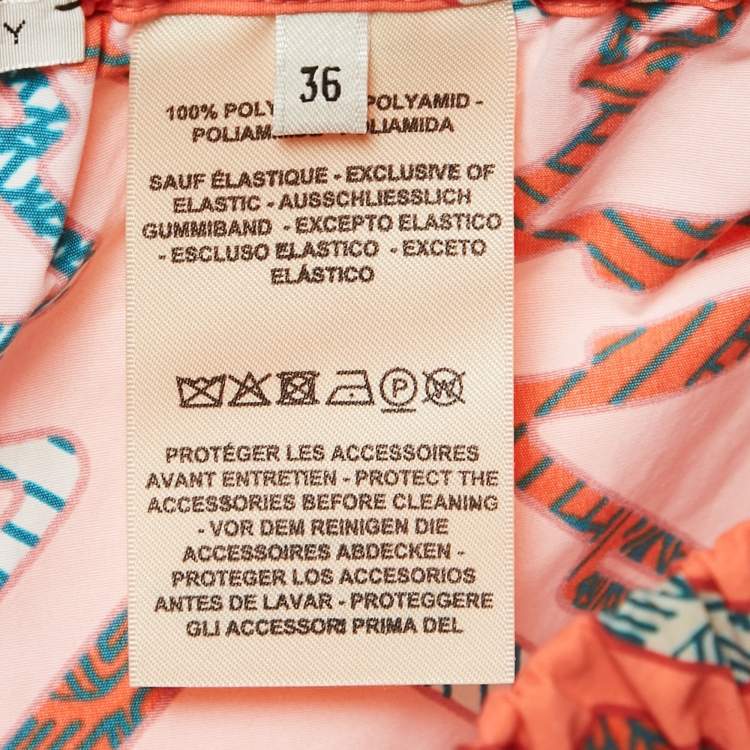 Y
36
100% POLY POLYAMID -
POLIAM OLIAMIDA
SAUF ÉLASTIQUE - EXCLUSIVE OF
ELASTIC - AUSSCHLIESSLICH
GUMMIBAND - EXCEPTO ELASTICO
- ESCLUSO ELASTICO - EXCETO
ELÁSTICO
P W
PROTÉGER LES ACCESSOIRES
AVANT ENTRETIEN - PROTECT THE
ACCESSORIES BEFORE CLEANING
- VOR DEM REINIGEN DIE
ACCESSOIRES ABDECKEN -
PROTEGER LOS ACCESORIOS
ANTES DE LAVAR - PROTEGGERE
GLI ACCESSORI PRIMA DEL